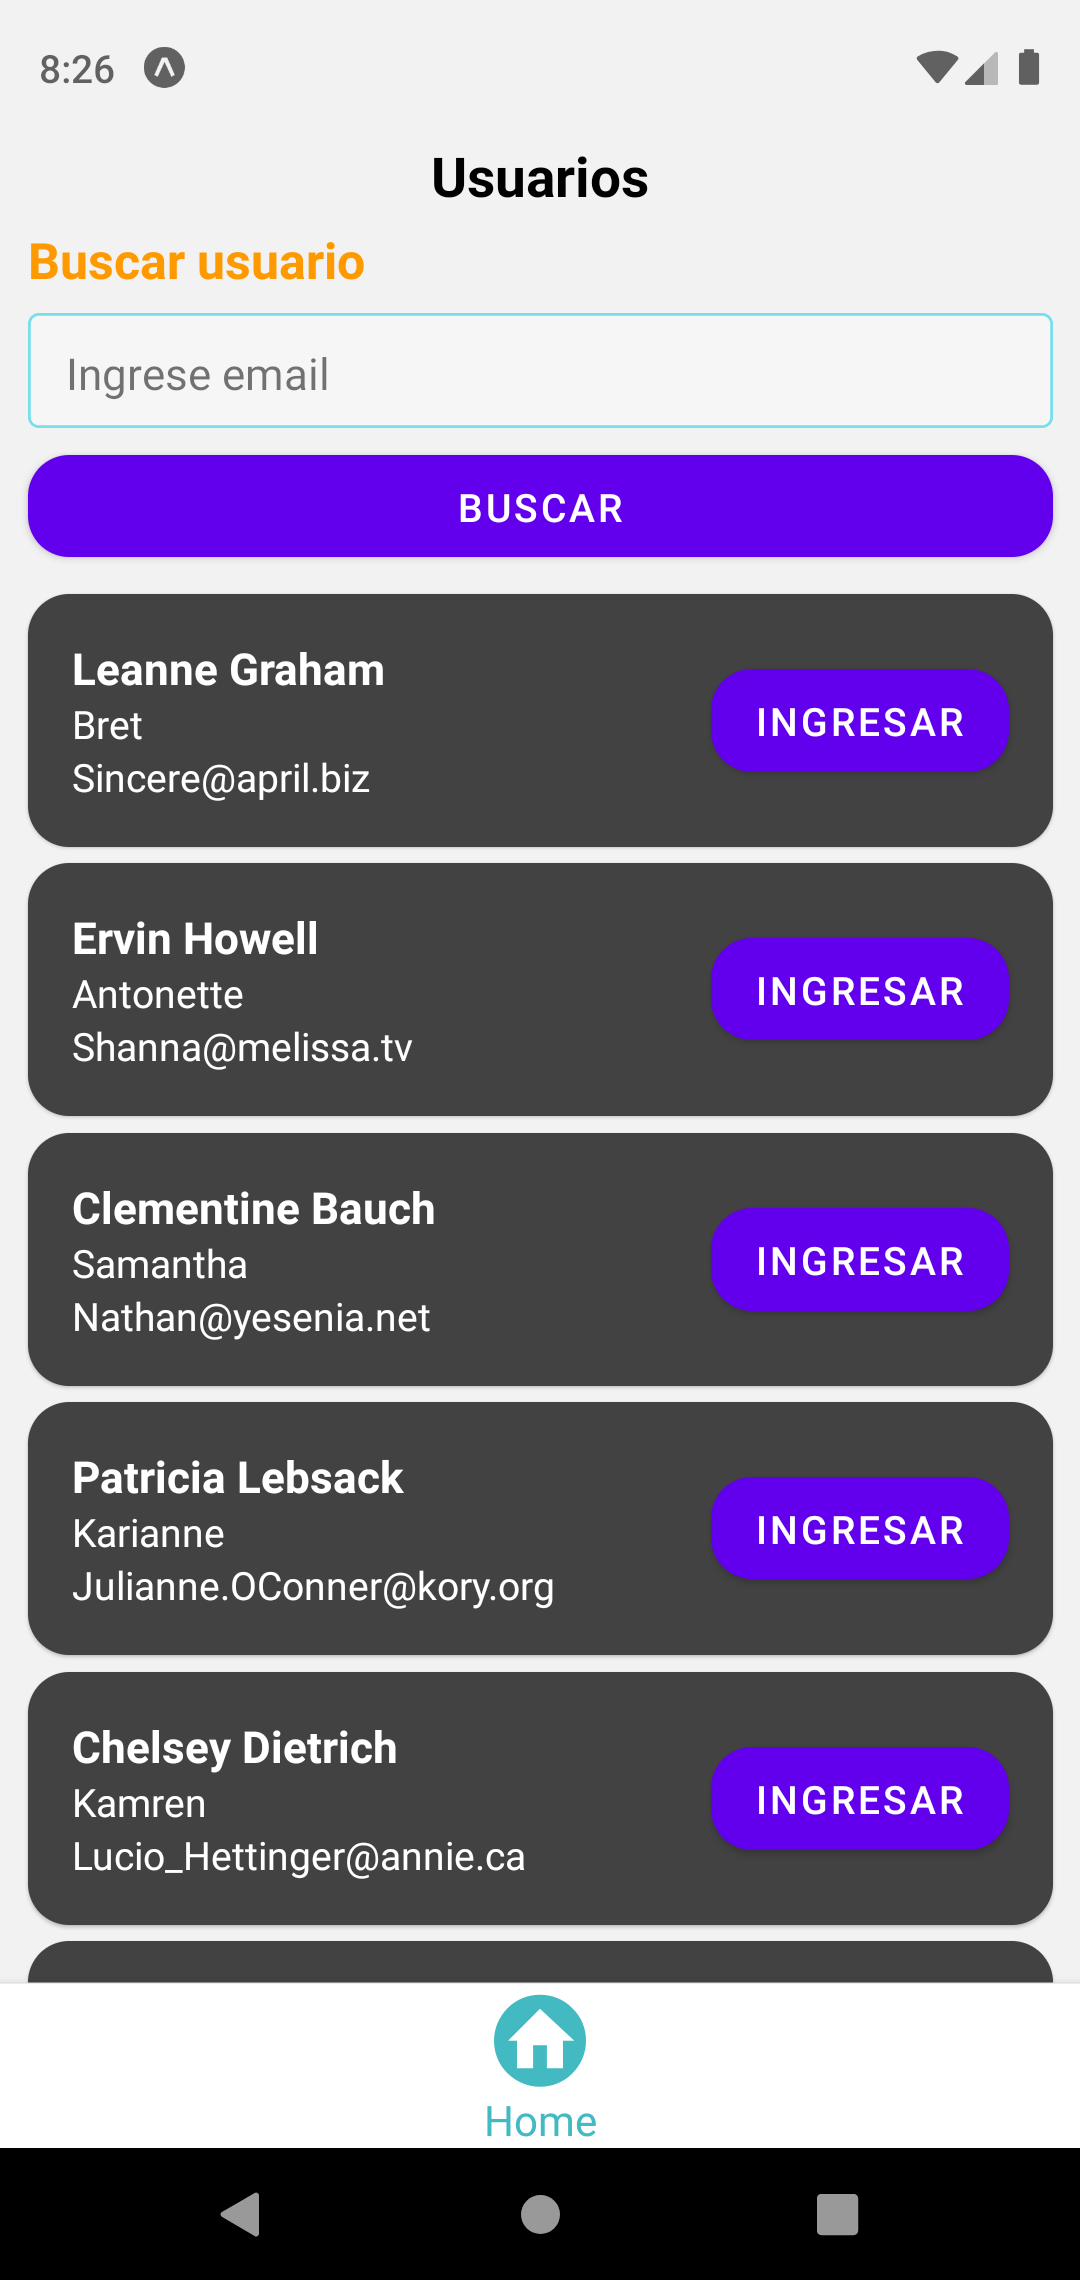 8:26
Usuarios
Buscar usuario
Ingrese email
BUSCAR
Leanne Graham
Bret
Sincere@april.biz
INGRESAR
Ervin Howell
Antonette
Shanna@melissa.tv
INGRESAR
Clementine Bauch
Samantha
Nathan@yesenia.net
INGRESAR
Patricia Lebsack
Karianne
Julianne.OConner@kory.org
INGRESAR
Chelsey Dietrich
Kamren
Lucio_Hettinger@annie.ca
INGRESAR
Home